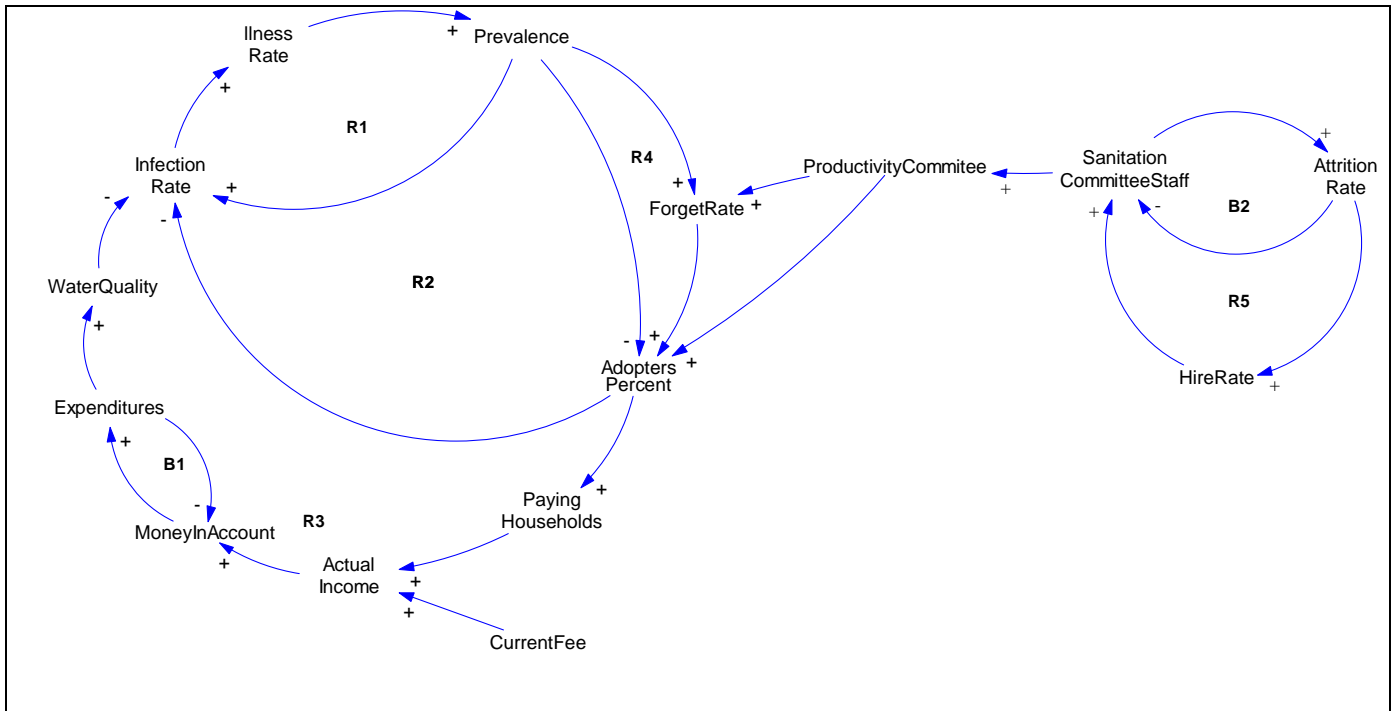 Ilness
Rate
+
Prevalence
+
R1
Infection
Rate
+
-
-
R4
+
ForgetRate
+
ProductivityCommitee
+
Sanitation
CommitteeStaff
+
-
+
Attrition
Rate
B2
R5
HireRate
+
WaterQuality
+
R2
-
+
+
Adopters
Percent
Expenditures
+
B1
-
MoneyInAccount
+
R3
Paying
Households
+
Actual
Income
+
+
CurrentFee